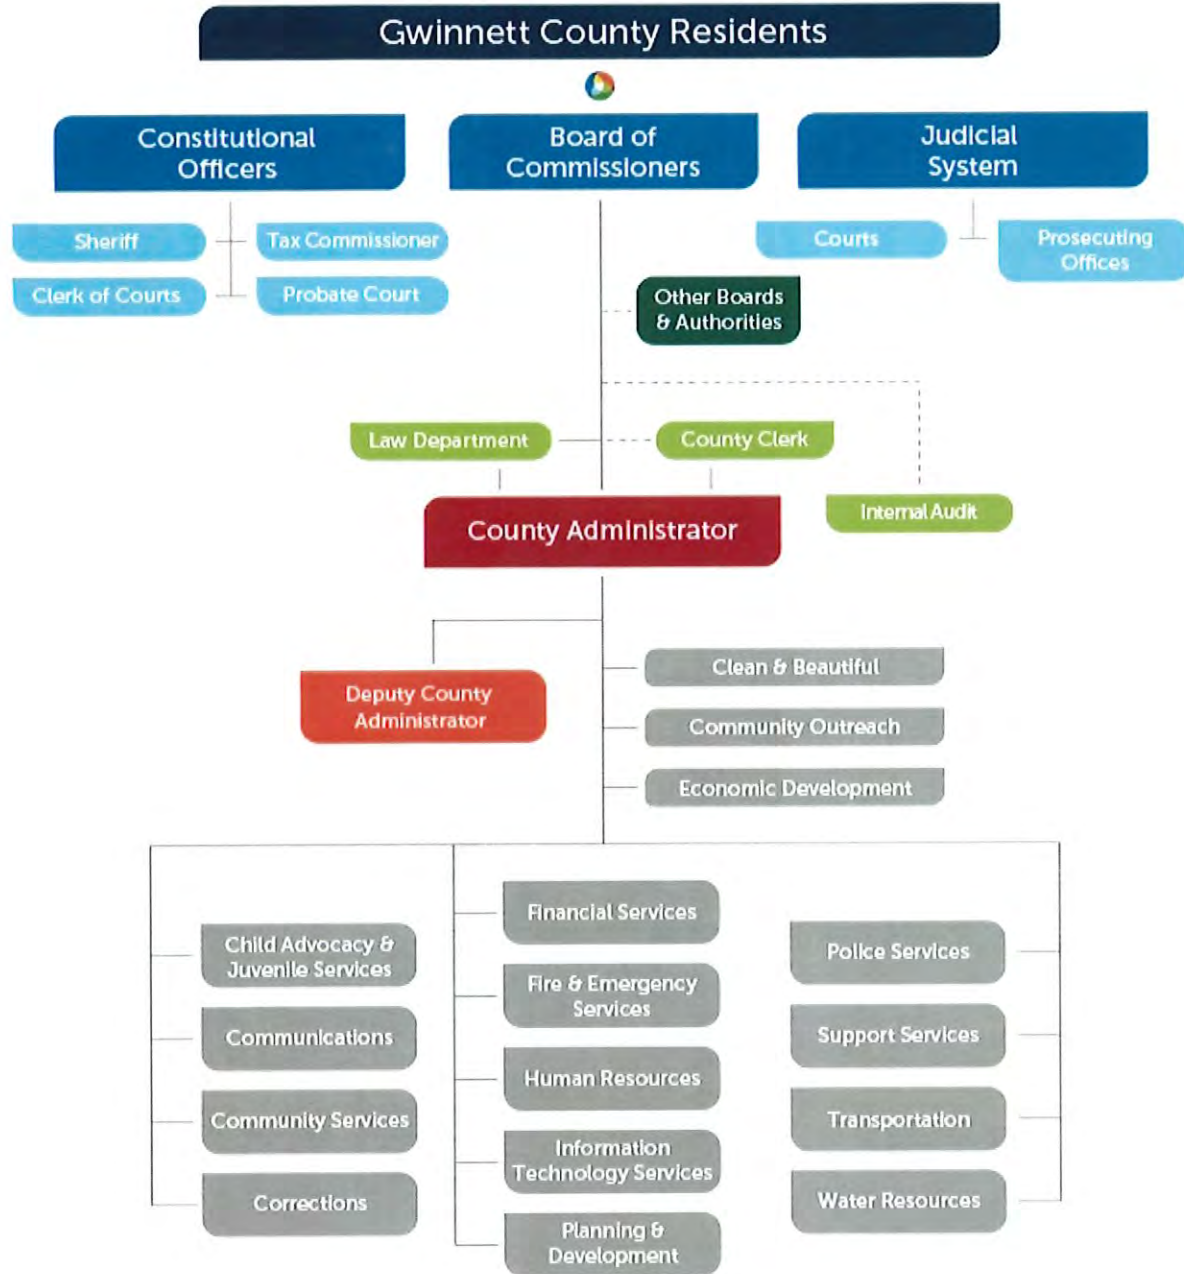 Gwinnett County Residents
Constitutional
Officers
Board of
Commissioners
Judicial
System
Sheriff
Tax Commissioner
Clerk of Courts
Probate Court
Courts
Prosecuting
Offices
Other Boards
& Authorities
Law Department
County Clerk
Internal Audit
County Administrator
Deputy County
Administrator
Clean & Beautiful
Community Outreach
Economic Development
Child Advocacy &
Juvenile Services
Communications
Community Services
Corrections
Financial Services
Fire & Emergency
Services
Human Resources
Information
Technology Services
Planning &
Development
Police Services
Support Services
Transportation
Water Resources